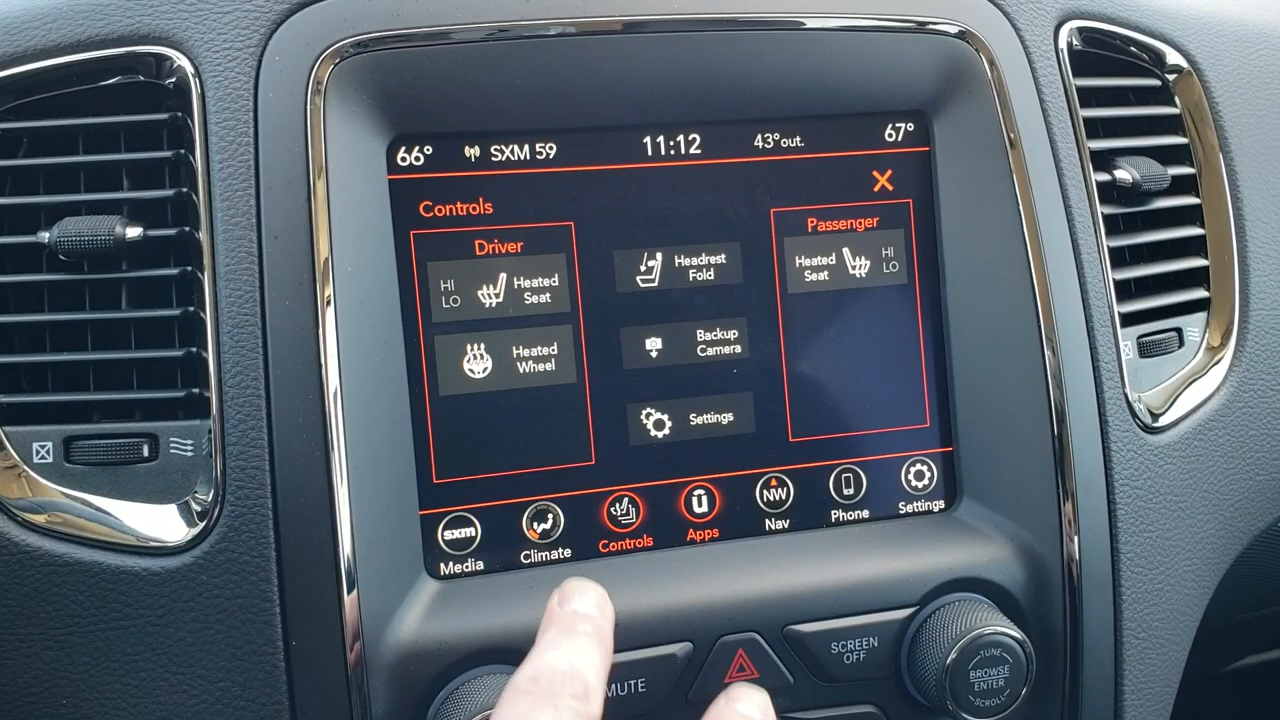 66° SXM 59 11:12 43°out. 67°
X
Controls
Driver
HI
LO
Heated
Seat
Heated
Wheel
Headrest
Fold
Backup
Camera
Settings
Passenger
Heated
Seat
HI
LO
sxm
Media
Climate
Controls
ū
Apps
NW
Nav
Phone
Settings
MUTE
SCREEN
OFF
TUNE
BROWSE
ENTER
SCROLL